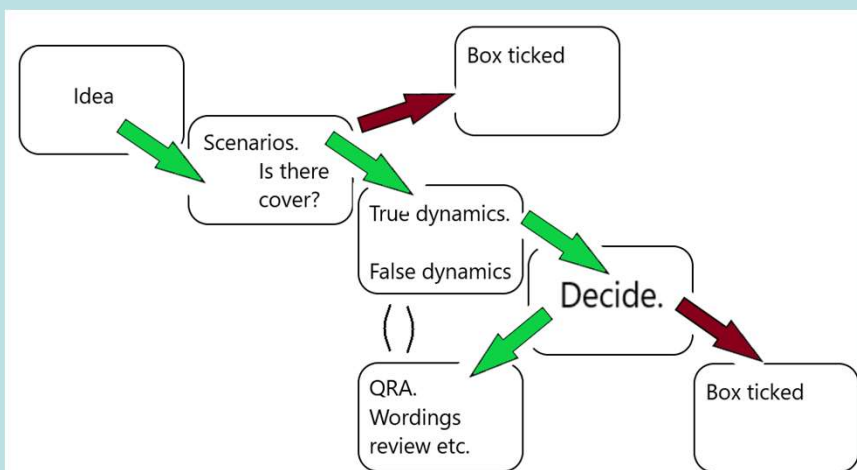 Idea
Box ticked
Scenarios.
Is there
cover?
True dynamics.
False dynamics
Decide.
( )
QRA.
Wordings
review etc.
Box ticked